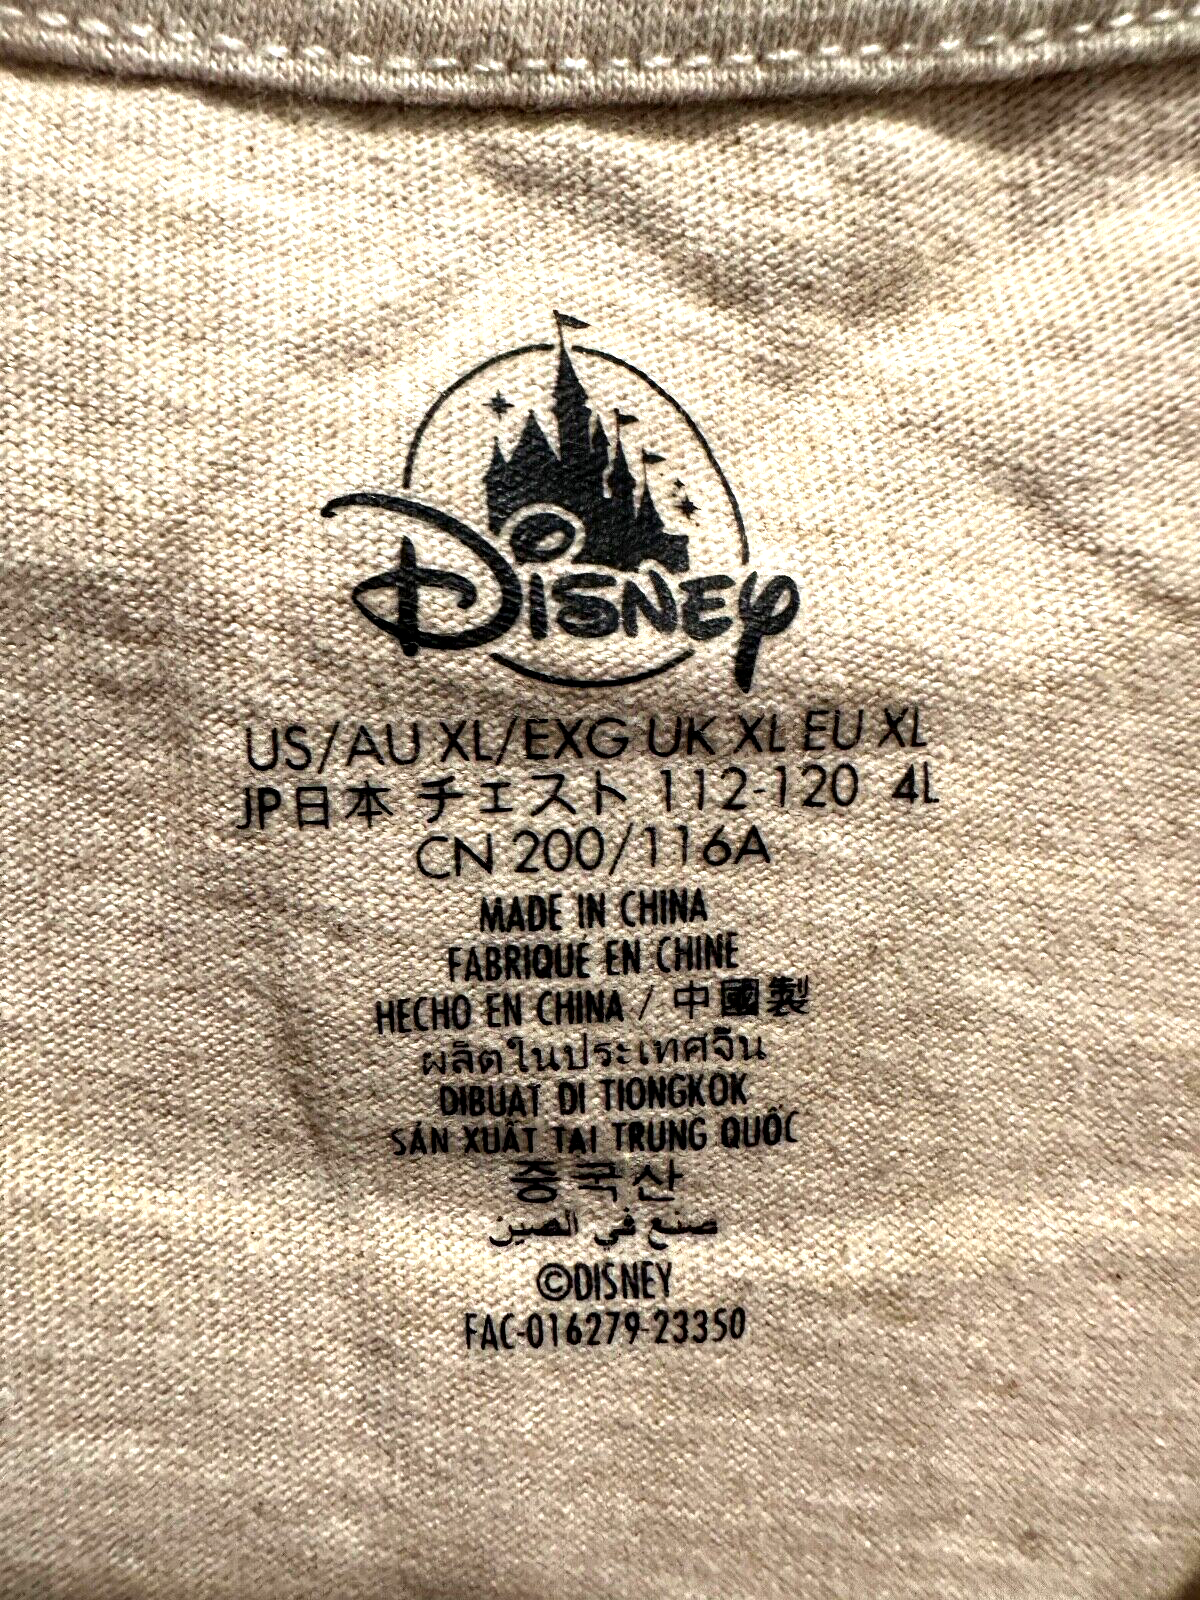 DISNEY
US/AU XL/EXG UK XL EU XL
JP日本 チェスト 112-120 4L
CN 200/116A
MADE IN CHINA
FABRIQUE EN CHINE
HECHO EN CHINA / 中國製
ผลิตในประเทศจีน
DIBUAT DI TIONGKOK
SẢN XUẤT TẠI TRUNG QUỐC
중국산
صنع في الصين
©DISNEY
FAC-016279-23350